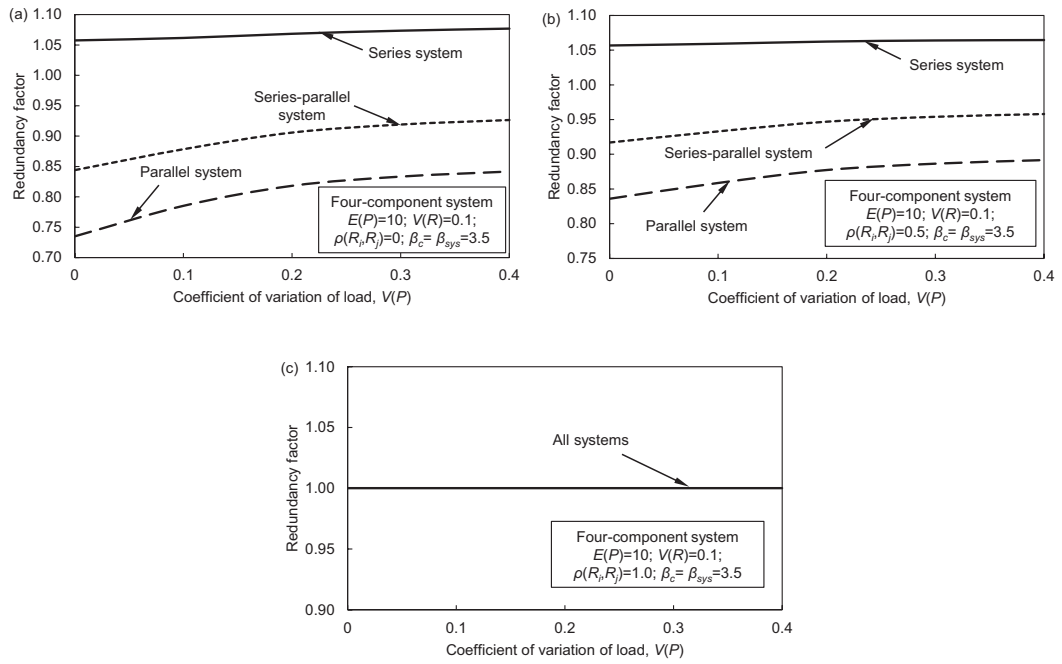 (a)
1.10
1.05
1.00
0.95
0.90
0.85
0.80
0.75
0.70
Redundancy factor
Series system
Series-parallel
system
Parallel system
Four-component system
E(P)=10; V(R)=0.1;
ρ(Ri,Rj)=0; βc= βsys=3.5
0 0.1 0.2 0.3 0.4
Coefficient of variation of load, V(P)
(b)
1.10
1.05
1.00
0.95
0.90
0.85
0.80
0.75
Redundancy factor
Series system
Series-parallel system
Parallel system
Four-component system
E(P)=10; V(R)=0.1;
ρ(Ri,Rj)=0.5; βc= βsys=3.5
0 0.1 0.2 0.3 0.4
Coefficient of variation of load, V(P)
(c)
1.10
1.05
1.00
0.95
0.90
Redundancy factor
All systems
Four-component system
E(P)=10; V(R)=0.1;
ρ(Ri,Rj)=1.0; βc= βsys=3.5
0 0.1 0.2 0.3 0.4
Coefficient of variation of load, V(P)